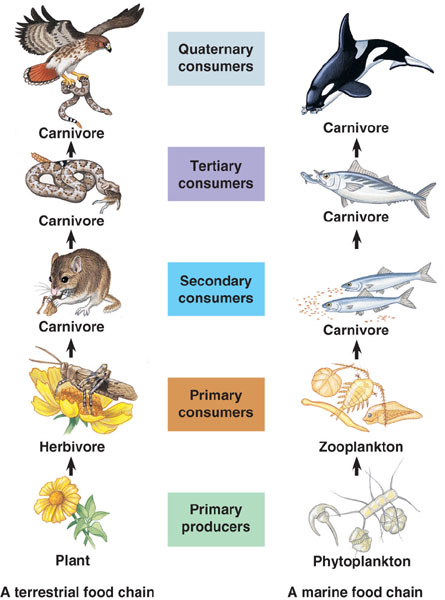 Quaternary
consumers
Carnivore
Carnivore
Tertiary
consumers
Carnivore
Carnivore
Secondary
consumers
Carnivore
Carnivore
Primary
consumers
Herbivore
Zooplankton
Primary
producers
Plant
Phytoplankton
A terrestrial food chain
A marine food chain